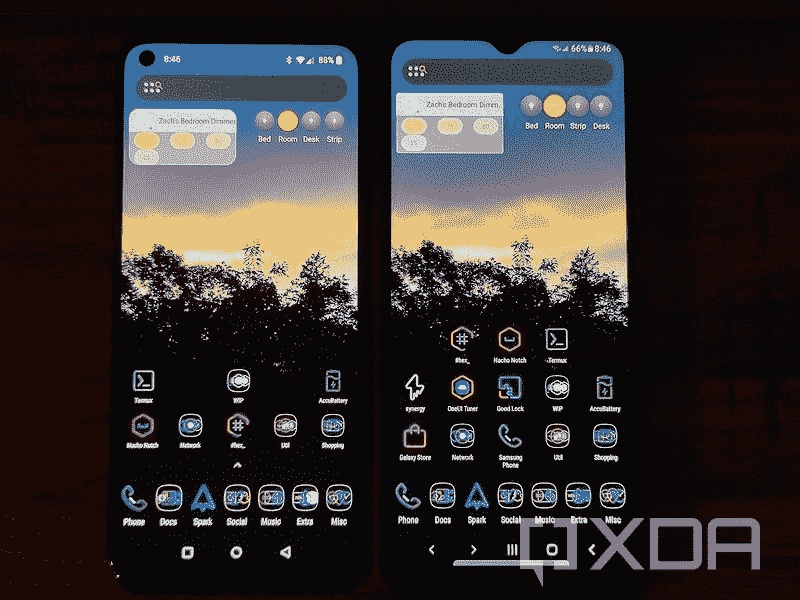 8:46
88%
Zach's Bedroom Dimmer
Bed Room Desk Strip
Termux WiP AccuBattery
Nacho Notch Network #hex_ Util Shopping
Phone Docs Spark Social Music Extra Misc
66% 8:46
Zach's Bedroom Dimm...
Bed Room Strip Desk
#hex_ Nacho Notch Termux
synergy OneUI Tuner Good Lock WiP AccuBattery
Galaxy Store Network Samsung Phone Util Shopping
Phone Docs Spark Social Music Extra Misc
XDA